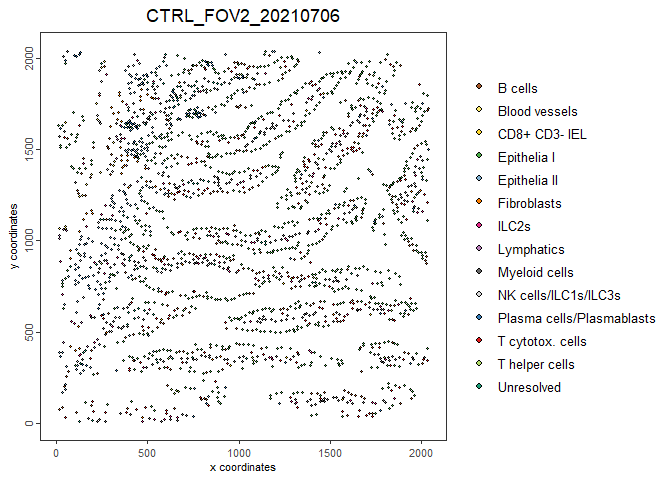 CTRL_FOV2_20210706
2000
1500
1000
500
0
y coordinates
0 500 1000 1500 2000
x coordinates
B cells
Blood vessels
CD8+ CD3- IEL
Epithelia I
Epithelia II
Fibroblasts
ILC2s
Lymphatics
Myeloid cells
NK cells/ILC1s/ILC3s
Plasma cells/Plasmablasts
T cytotox. cells
T helper cells
Unresolved